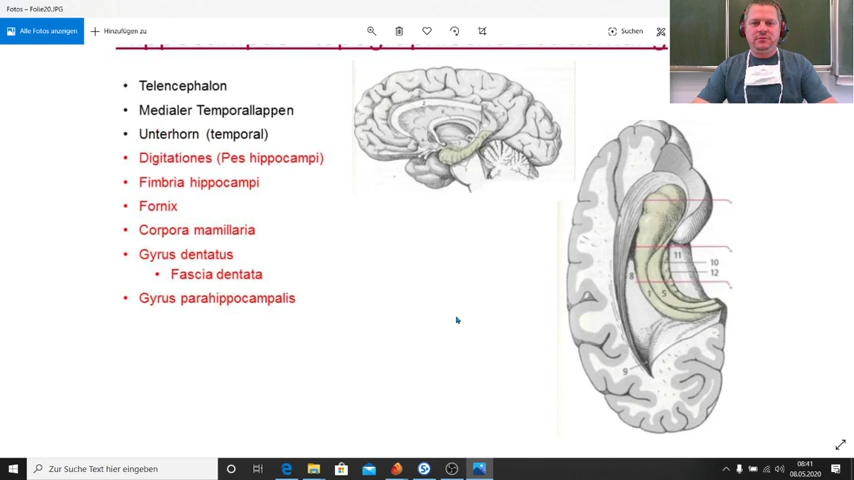 Fotos – Folie20.JPG
Alle Fotos anzeigen
Hinzufügen zu
Suchen
• Telencephalon
• Medialer Temporallappen
• Unterhorn (temporal)
• Digitationes (Pes hippocampi)
• Fimbria hippocampi
• Fornix
• Corpora mamillaria
• Gyrus dentatus
• Fascia dentata
• Gyrus parahippocampalis
11
10
12
8
1
5
9
Zur Suche Text hier eingeben
08:41
08.05.2020